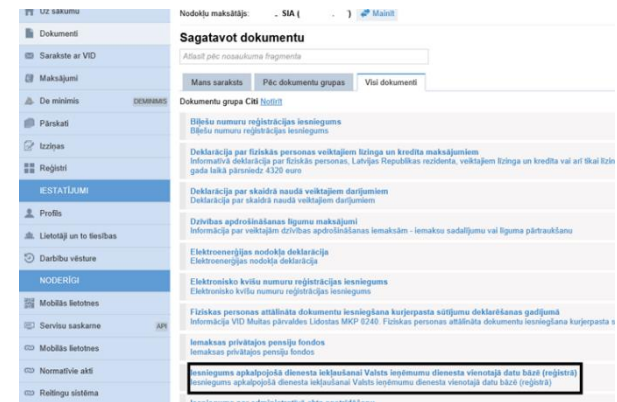 Uz sākumu
Dokumenti
Sarakste ar VID
Maksājumi
De minimis DEMINIMIS
Pārskati
Izziņas
Reģistri
IESTATĪJUMI
Profils
Lietotāji un to tiesības
Darbību vēsture
NODERĪGI
Mobilās lietotnes
Servisu saskarne API
Mobilās lietotnes
Normatīvie akti
Reitingu sistēma
Nodokļu maksātājs: . SIA ( . ) Mainīt
Sagatavot dokumentu
Atlasīt pēc nosaukuma fragmenta
Mans saraksts Pēc dokumentu grupas Visi dokumenti
Dokumentu grupa Citi Notīrīt
Biļešu numuru reģistrācijas iesniegums
Biļešu numuru reģistrācijas iesniegums
Deklarācija par fiziskās personas veiktajiem līzinga un kredīta maksājumiem
Informatīvā deklarācija par fiziskās personas, Latvijas Republikas rezidenta, veiktajiem līzinga un kredīta vai arī tikai līzin
gada laikā pārsniedz 4320 euro
Deklarācija par skaidrā naudā veiktajiem darījumiem
Deklarācija par skaidrā naudā veiktajiem darījumiem
Dzīvības apdrošināšanas līgumu maksājumi
Informācija par veiktajām dzīvības apdrošināšanas iemaksām - iemaksu sadalījumu vai līguma pārtraukšanu
Elektroenerģijas nodokļa deklarācija
Elektroenerģijas nodokļa deklarācija
Elektronisko kvīšu numuru reģistrācijas iesniegums
Elektronisko kvīšu numuru reģistrācijas iesniegums
Fiziskas personas attālināta dokumentu iesniegšana kurjerpasta sūtījumu deklarēšanas gadījumā
Informācija VID Muitas pārvaldes Lidostas MKP 0240. Fiziskas personas attālināta dokumentu iesniegšana kurjerpasta s
Iemaksas privātajos pensiju fondos
Iemaksas privātajos pensiju fondos
Iesniegums apkalpojošā dienesta iekļaušanai Valsts ieņēmumu dienesta vienotajā datu bāzē (reģistrā)
Iesniegums apkalpojošā dienesta iekļaušanai Valsts ieņēmumu dienesta vienotajā datu bāzē (reģistrā)